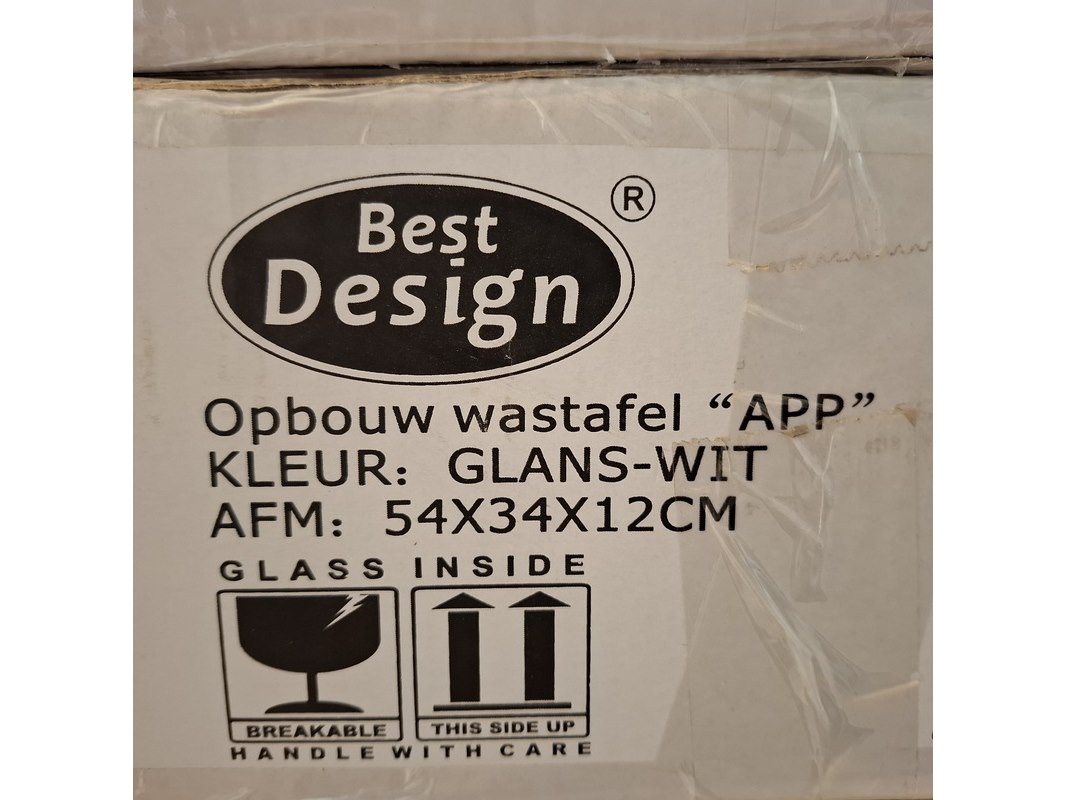 Best
Design
®
Opbouw wastafel “APP”
KLEUR: GLANS-WIT
AFM: 54X34X12CM
GLASS INSIDE
BREAKABLE
THIS SIDE UP
HANDLE WITH CARE